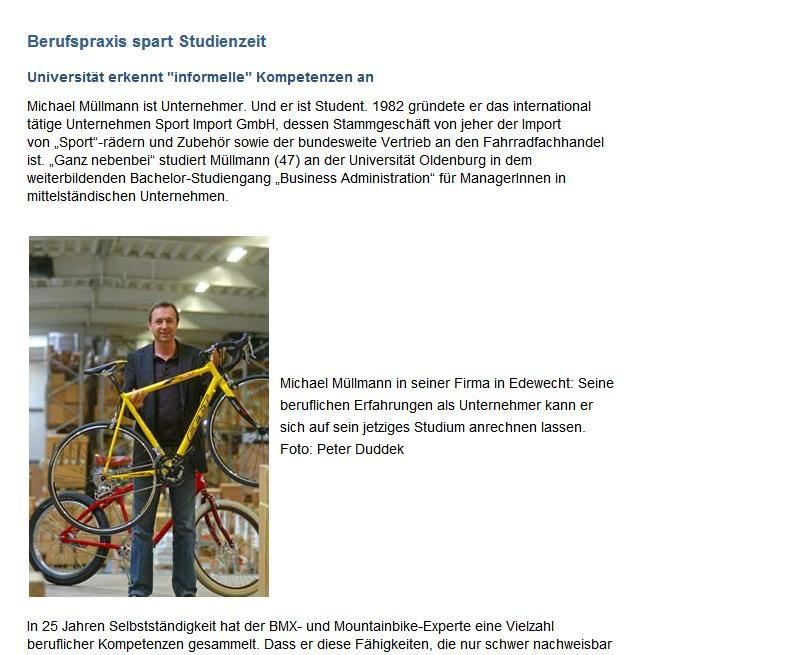 Berufspraxis spart Studienzeit
Universität erkennt "informelle" Kompetenzen an
Michael Müllmann ist Unternehmer. Und er ist Student. 1982 gründete er das international
tätige Unternehmen Sport Import GmbH, dessen Stammgeschäft von jeher der Import
von „Sport“-rädern und Zubehör sowie der bundesweite Vertrieb an den Fahrradfachhandel
ist. „Ganz nebenbei“ studiert Müllmann (47) an der Universität Oldenburg in dem
weiterbildenden Bachelor-Studiengang „Business Administration“ für ManagerInnen in
mittelständischen Unternehmen.
Michael Müllmann in seiner Firma in Edewecht: Seine
beruflichen Erfahrungen als Unternehmer kann er
sich auf sein jetziges Studium anrechnen lassen.
Foto: Peter Duddek
In 25 Jahren Selbstständigkeit hat der BMX- und Mountainbike-Experte eine Vielzahl
beruflicher Kompetenzen gesammelt. Dass er diese Fähigkeiten, die nur schwer nachweisbar